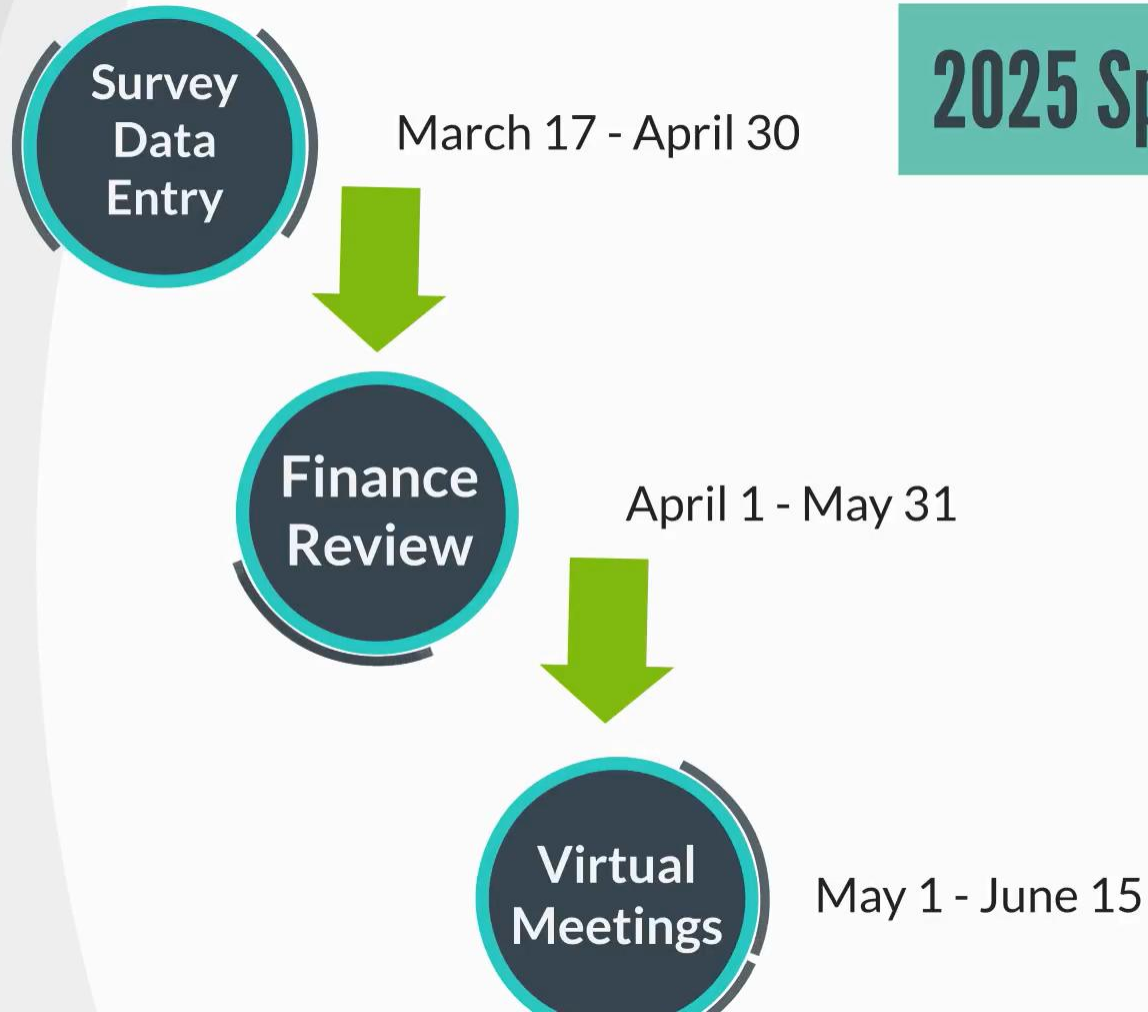 Survey
Data
Entry
March 17 - April 30
2025
Finance
Review
April 1 - May 31
Virtual
Meetings
May 1 - June 15